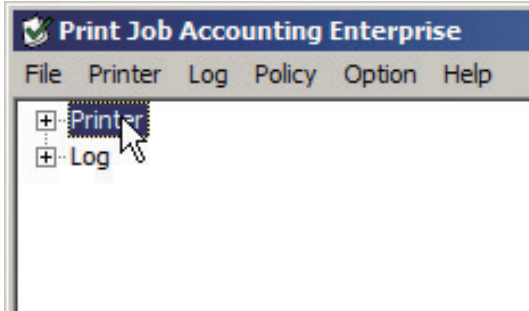 Print Job Accounting Enterprise
File Printer Log Policy Option Help
Printer
Log